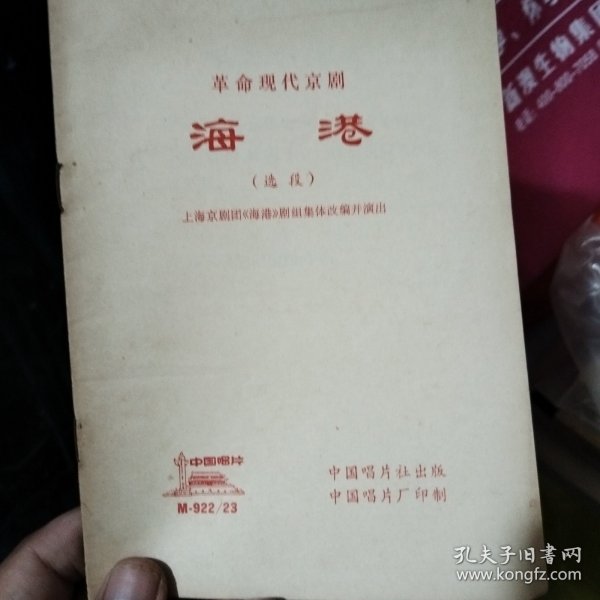 革命现代京剧
海港
(选段)
上海京剧团《海港》剧组集体改编并演出
中国唱片
M-922/23
中国唱片社出版
中国唱片厂印制
孔夫子旧书网
www.kongfz.com